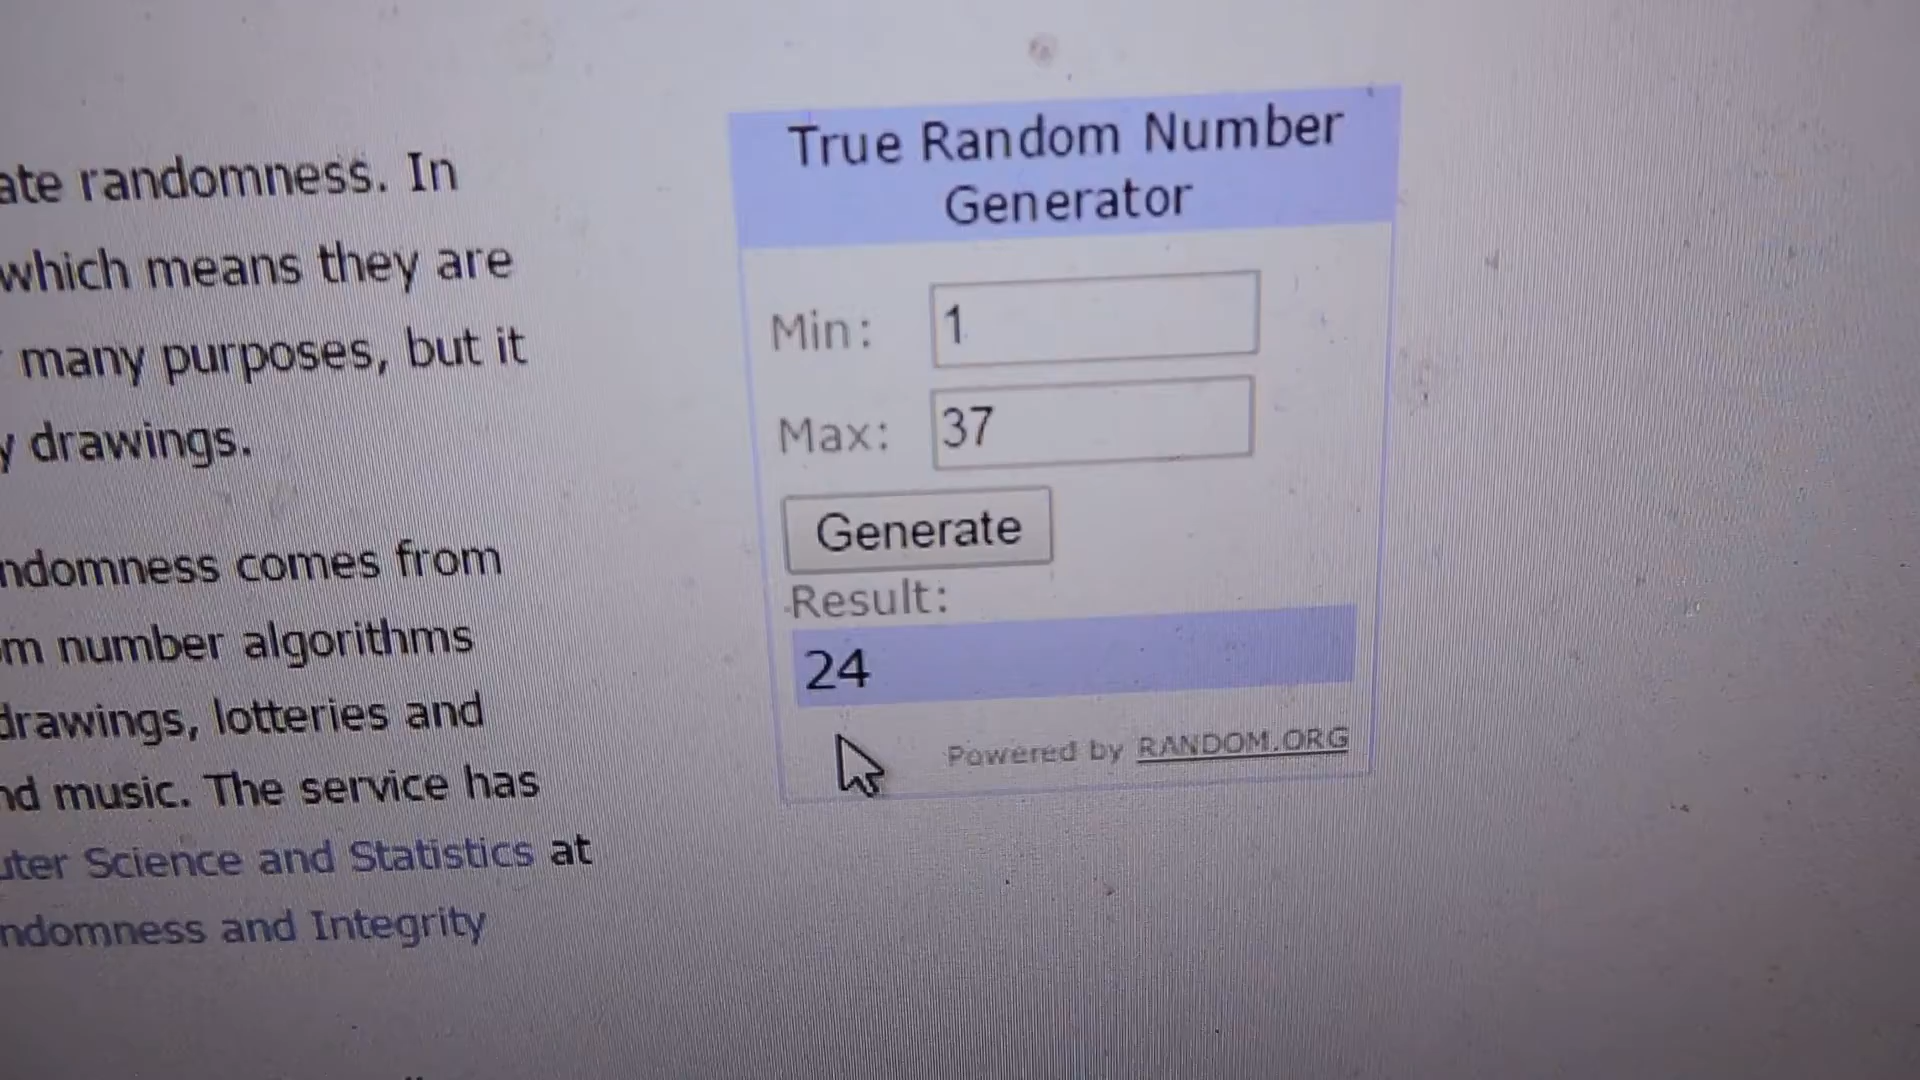 ate randomness. In
which means they are
many purposes, but it
y drawings.
ndomness comes from
m number algorithms
drawings, lotteries and
nd music. The service has
uter Science and Statistics at
ndomness and Integrity
True Random Number
Generator
Min: 1
Max: 37
Generate
Result:
24
Powered by RANDOM.ORG